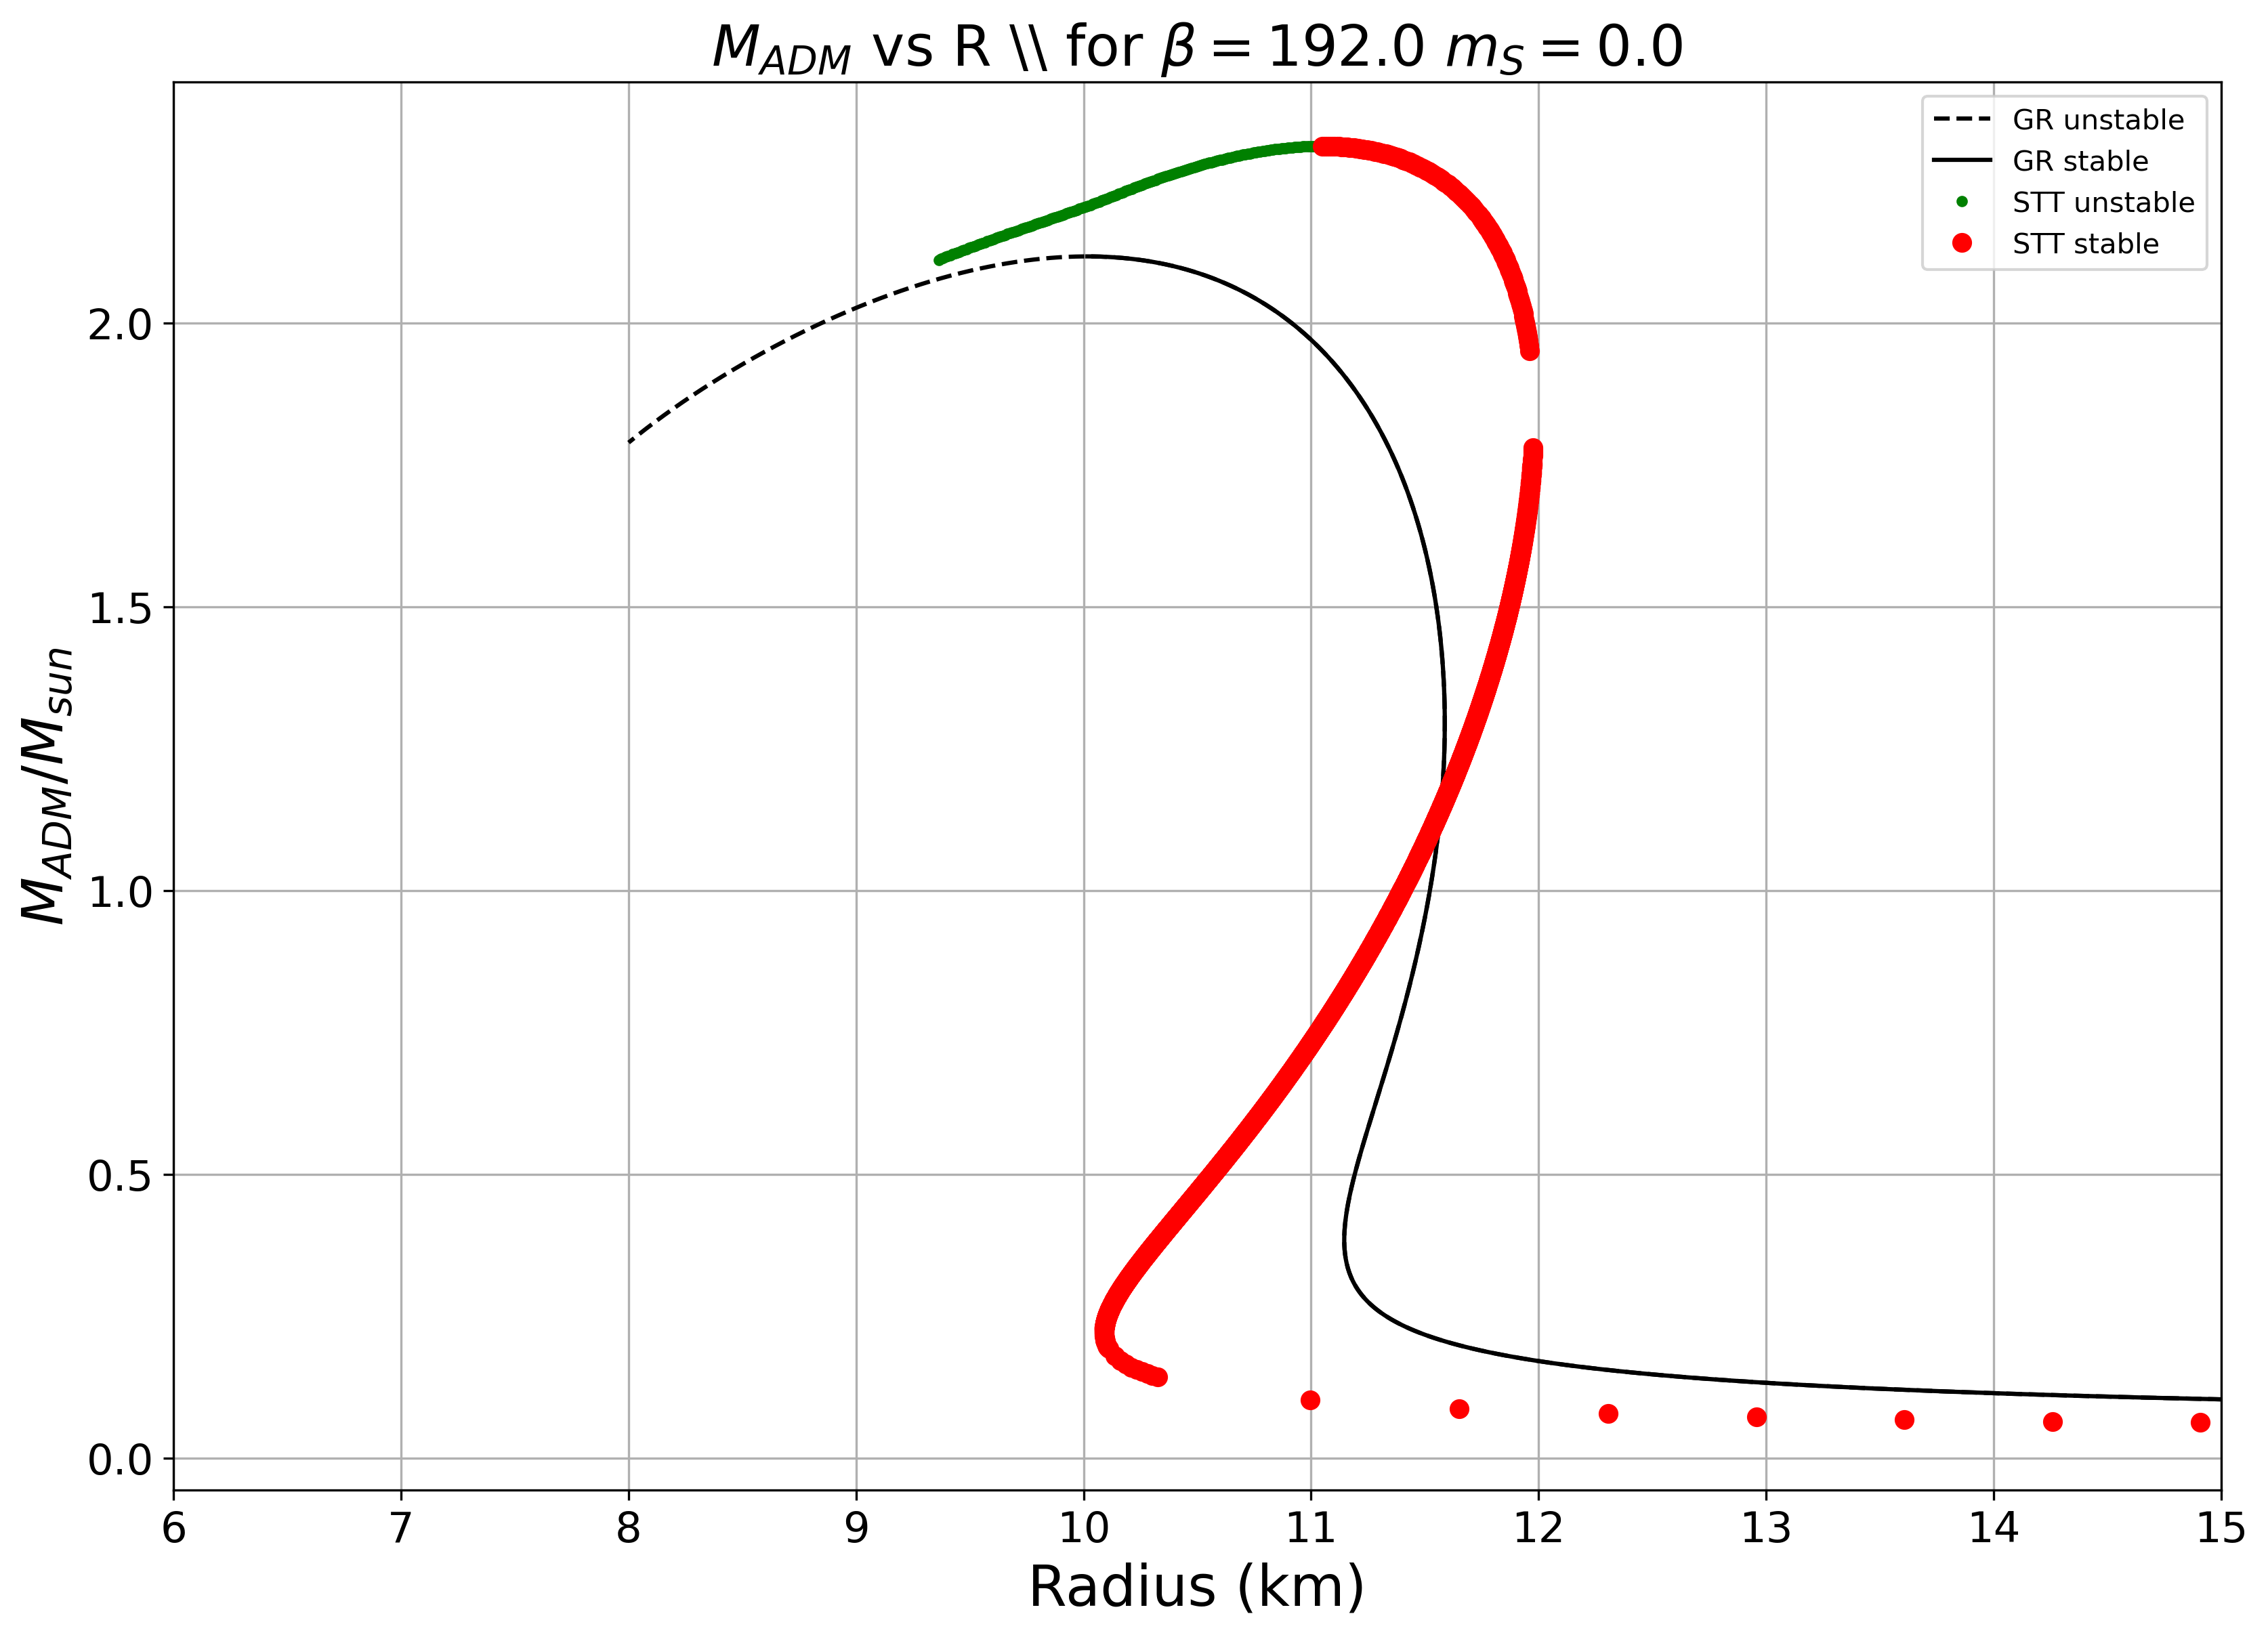 M_ADM vs R \\ for β = 192.0 m_S = 0.0
GR unstable
GR stable
STT unstable
STT stable
M_ADM/M_sun
2.0
1.5
1.0
0.5
0.0
6 7 8 9 10 11 12 13 14 15
Radius (km)